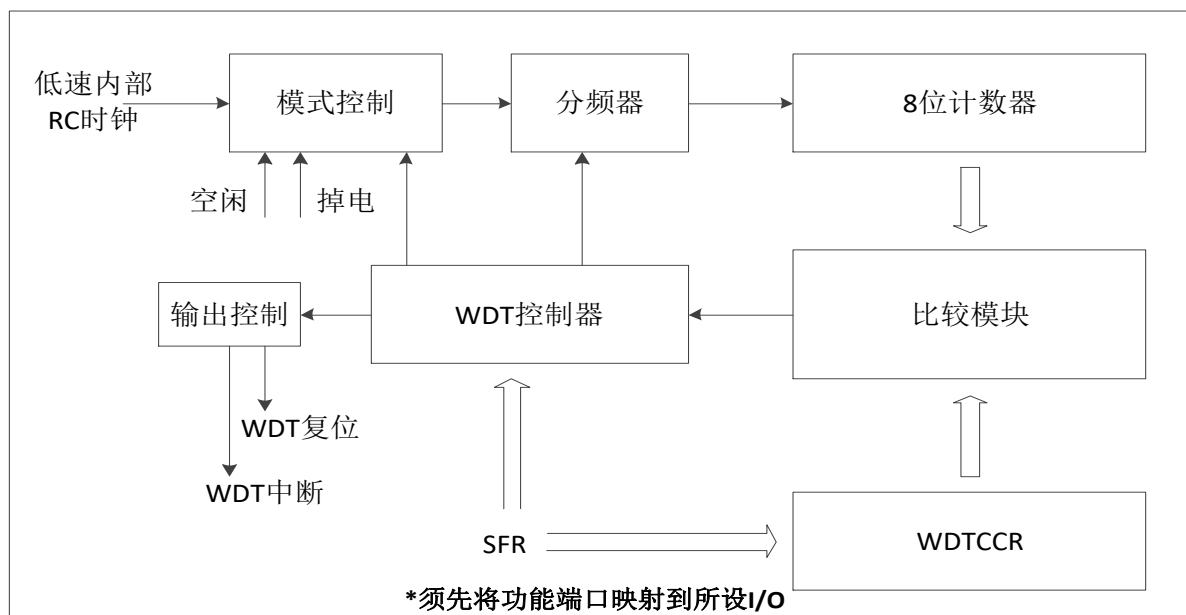 低速内部
RC时钟
模式控制
分频器
8位计数器
空闲
掉电
输出控制
WDT控制器
比较模块
WDT复位
WDT中断
SFR
WDTCCR
*须先将功能端口映射到所设I/O